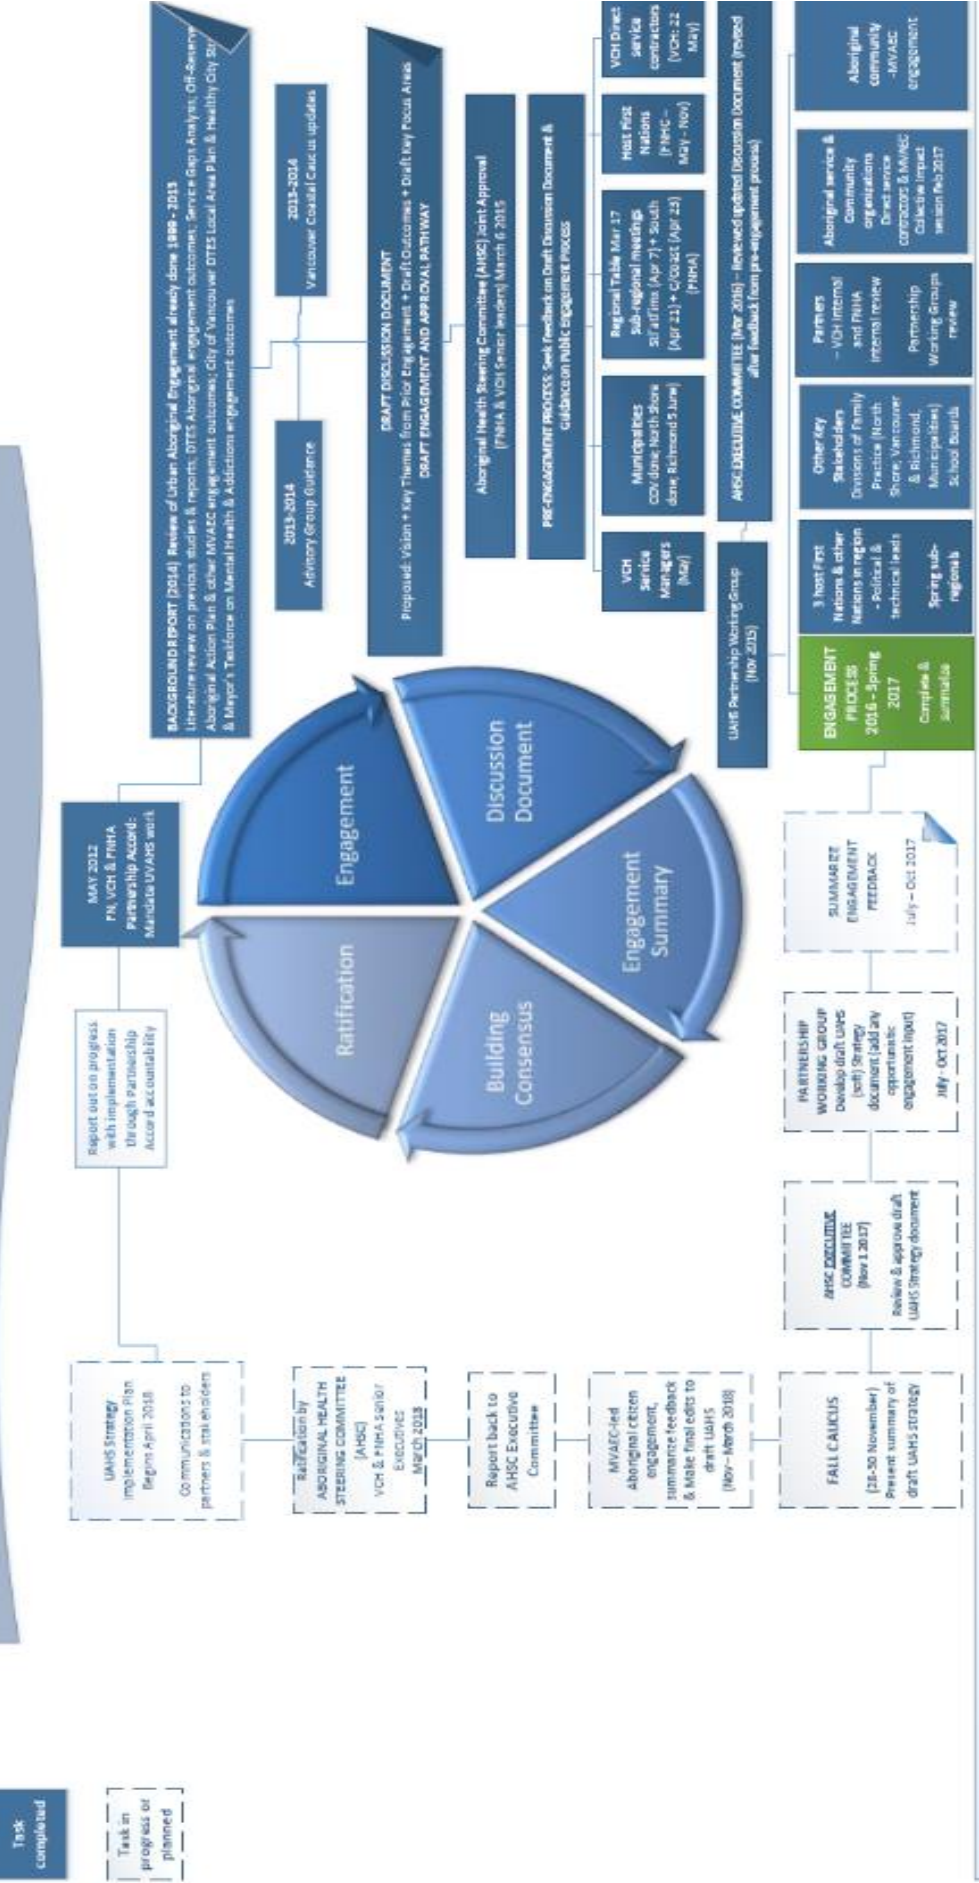 Task
completed
Task in
progress or
planned
MAY 2012
FN, VCH & FNHA
Partnership Accord:
Mandate UVAHS work
BACKGROUND REPORT (2014) Review of Urban Aboriginal Engagement already done 1999 - 2013
Literature review on previous studies & reports; DTES Aboriginal engagement outcomes; Service Gaps Analysis; Off-Reserve
Aboriginal Action Plan & other MVAEC engagement outcomes; City of Vancouver DTES Local Area Plan & Healthy City Str
& Mayor's Taskforce on Mental Health & Addictions engagement outcomes
2013-2014
Advisory Group Guidance
2013-2014
Vancouver Coastal Caucus updates
DRAFT DISCUSSION DOCUMENT
Proposed: Vision + Key Themes from Prior Engagement + Draft Outcomes + Draft Key Focus Areas
DRAFT ENGAGEMENT AND APPROVAL PATHWAY
Aboriginal Health Steering Committee (AHSC) Joint Approval
(FNHA & VCH Senior leaders) March 6 2015
PRE-ENGAGEMENT PROCESS: Seek Feedback on Draft Discussion Document &
Guidance on Public Engagement Process
VCH
Service
Managers
(May)
Municipalities
COV done; North Shore
done; Richmond 5 June)
Regional Table Mar 17
Sub-regional meetings
Stratl'imx (Apr 7) + South
(Apr 21) + C/Coast (Apr 23)
(FNHA)
Host First
Nations
(FNHC –
May - Nov)
VCH Direct
service
contractors
(VCH: 22
May)
UAHS Partnership Working Group
(Nov 2015)
AHSC EXECUTIVE COMMITTEE (Mar 2016) – Reviewed updated Discussion Document (revised
after feedback from pre-engagement process)
ENGAGEMENT
PROCESS
2016 - Spring
2017
Complete &
summarize
3 host First
Nations & other
Nations in region
- Political &
technical leads
Spring sub-
regionals
Other Key
Stakeholders
Divisions of Family
Practice (North
Shore, Vancouver
& Richmond,
Municipalities)
School Boards
Partners
– VCH Internal
and FNHA
internal review
Partnership
Working Groups
review
Aboriginal service &
Community
organizations
Direct service
contractors & MVAEC
Collective Impact
session Feb 2017
Aboriginal
community
-MVAEC
engagement
SUMMARIZE
ENGAGEMENT
FEEDBACK
July – Oct 2017
PARTNERSHIP
WORKING GROUP
Develop draft UAHS
(soft) Strategy
document (add any
opportunistic
engagement input)
July - Oct 2017
AHSC EXECUTIVE
COMMITTEE
(Nov 1 2017)
Review & approve draft
UAHS Strategy document
FALL CAUCUS
(28-30 November)
Present summary of
draft UAHS strategy
MVAEC-led
Aboriginal citizen
engagement,
summarize feedback
& Make final edits to
draft UAHS
(Nov – March 2018)
Report back to
AHSC Executive
Committee
Ratification by
ABORIGINAL HEALTH
STEERING COMMITTEE
(AHSC)
VCH & FNHA senior
Executives
March 2018
UAHS Strategy
Implementation Plan
Begins April 2018
Communications to
partners & stakeholders
Report out on progress
with implementation
through Partnership
Accord accountability
Engagement
Discussion
Document
Engagement
Summary
Building
Consensus
Ratification